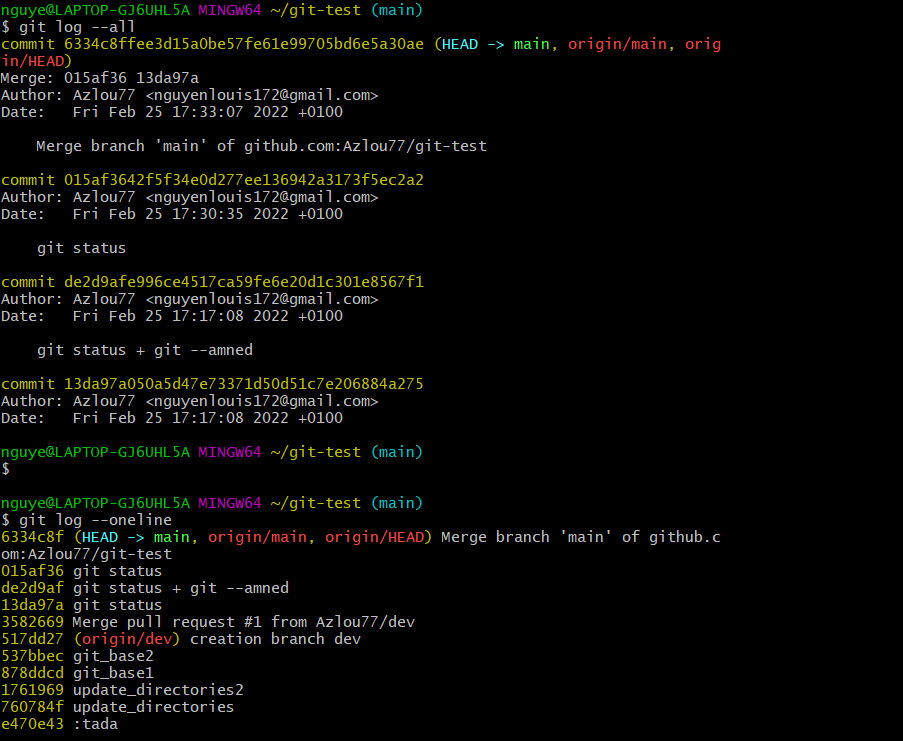 nguye@LAPTOP-GJ6UHL5A MINGW64 ~/git-test (main)
$ git log --all
commit 6334c8ffee3d15a0be57fe61e99705bd6e5a30ae (HEAD -> main, origin/main, orig
in/HEAD)
Merge: 015af36 13da97a
Author: Azlou77 <nguyenlouis172@gmail.com>
Date:   Fri Feb 25 17:33:07 2022 +0100

    Merge branch 'main' of github.com:Azlou77/git-test

commit 015af3642f5f34e0d277ee136942a3173f5ec2a2
Author: Azlou77 <nguyenlouis172@gmail.com>
Date:   Fri Feb 25 17:30:35 2022 +0100

    git status

commit de2d9afe996ce4517ca59fe6e20d1c301e8567f1
Author: Azlou77 <nguyenlouis172@gmail.com>
Date:   Fri Feb 25 17:17:08 2022 +0100

    git status + git --amned

commit 13da97a050a5d47e73371d50d51c7e206884a275
Author: Azlou77 <nguyenlouis172@gmail.com>
Date:   Fri Feb 25 17:17:08 2022 +0100

nguye@LAPTOP-GJ6UHL5A MINGW64 ~/git-test (main)
$

nguye@LAPTOP-GJ6UHL5A MINGW64 ~/git-test (main)
$ git log --oneline
6334c8f (HEAD -> main, origin/main, origin/HEAD) Merge branch 'main' of github.c
om:Azlou77/git-test
015af36 git status
de2d9af git status + git --amned
13da97a git status
3582669 Merge pull request #1 from Azlou77/dev
517dd27 (origin/dev) creation branch dev
537bbec git_base2
878ddcd git_base1
1761969 update_directories2
760784f update_directories
e470e43 :tada